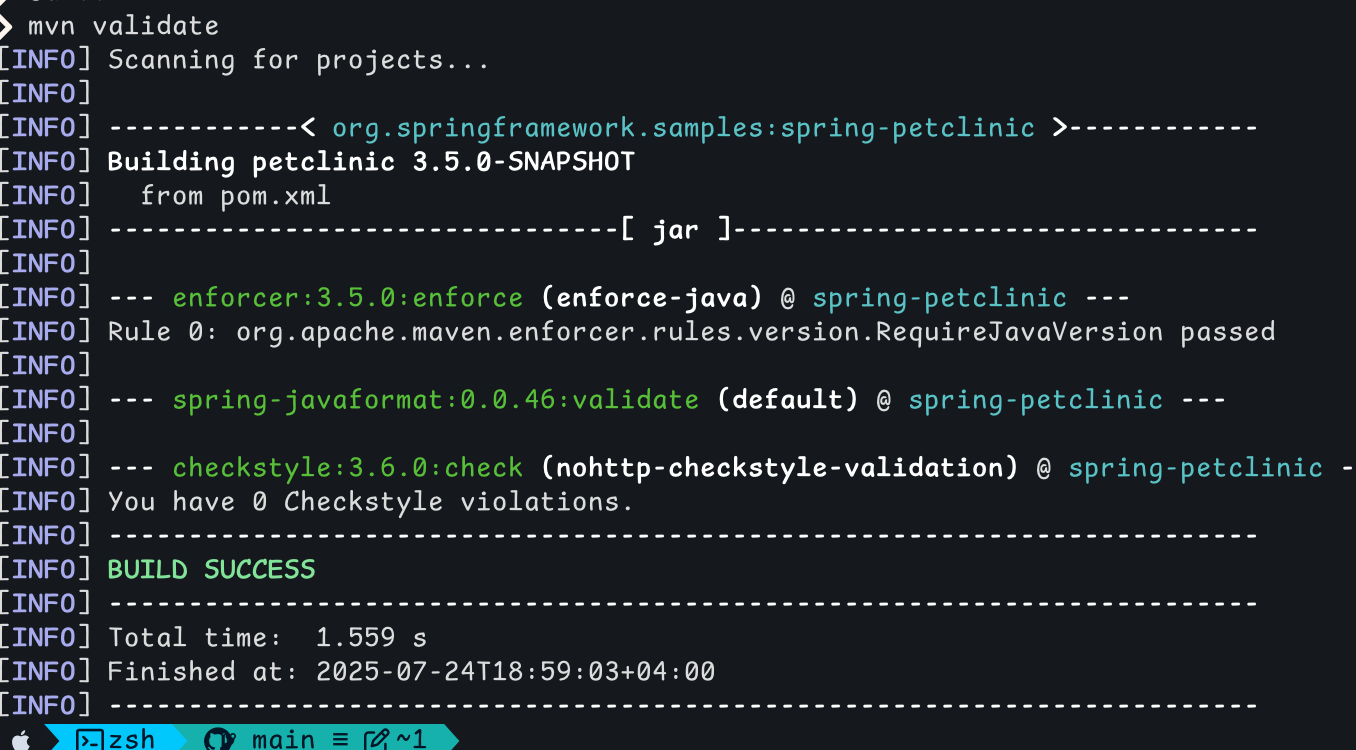 mvn validate
[INFO] Scanning for projects...
[INFO]
[INFO] ------------< org.springframework.samples:spring-petclinic >------------
[INFO] Building petclinic 3.5.0-SNAPSHOT
[INFO]   from pom.xml
[INFO] --------------------------------[ jar ]---------------------------------
[INFO]
[INFO] --- enforcer:3.5.0:enforce (enforce-java) @ spring-petclinic ---
[INFO] Rule 0: org.apache.maven.enforcer.rules.version.RequireJavaVersion passed
[INFO]
[INFO] --- spring-javaformat:0.0.46:validate (default) @ spring-petclinic ---
[INFO]
[INFO] --- checkstyle:3.6.0:check (nohttp-checkstyle-validation) @ spring-petclinic -
[INFO] You have 0 Checkstyle violations.
[INFO] ------------------------------------------------------------------------
[INFO] BUILD SUCCESS
[INFO] ------------------------------------------------------------------------
[INFO] Total time:  1.559 s
[INFO] Finished at: 2025-07-24T18:59:03+04:00
[INFO] ------------------------------------------------------------------------
zsh main ≡ ~1